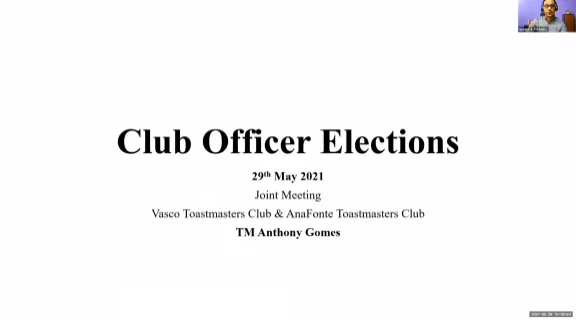 Club Officer Elections
29th May 2021
Joint Meeting
Vasco Toastmasters Club & AnaFonte Toastmasters Club
TM Anthony Gomes